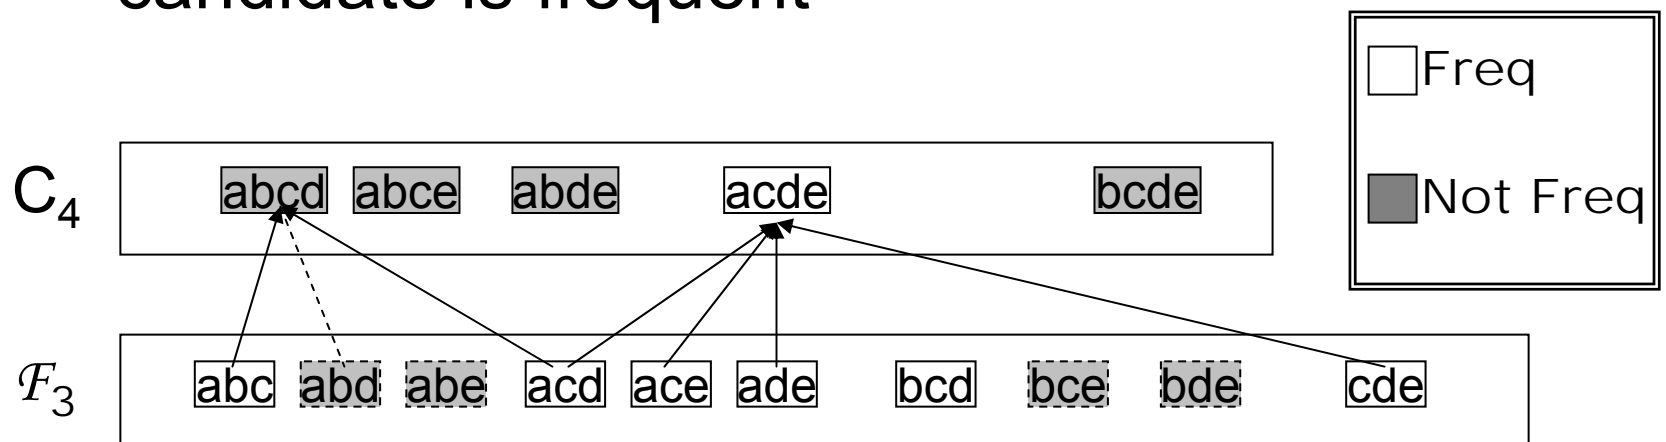 candidate is frequent
Freq
Not Freq
C4 abcd abce abde acde bcde
ℱ3 abc abd abe acd ace ade bcd bce bde cde